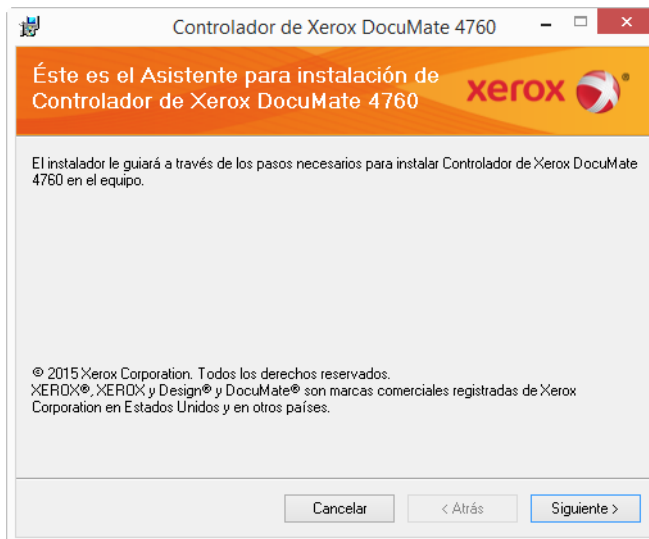 Controlador de Xerox DocuMate 4760
Éste es el Asistente para instalación de
Controlador de Xerox DocuMate 4760
xerox
El instalador le guiará a través de los pasos necesarios para instalar Controlador de Xerox DocuMate
4760 en el equipo.
© 2015 Xerox Corporation. Todos los derechos reservados.
XEROX®, XEROX y Design® y DocuMate® son marcas comerciales registradas de Xerox
Corporation en Estados Unidos y en otros países.
Cancelar
< Atrás
Siguiente >